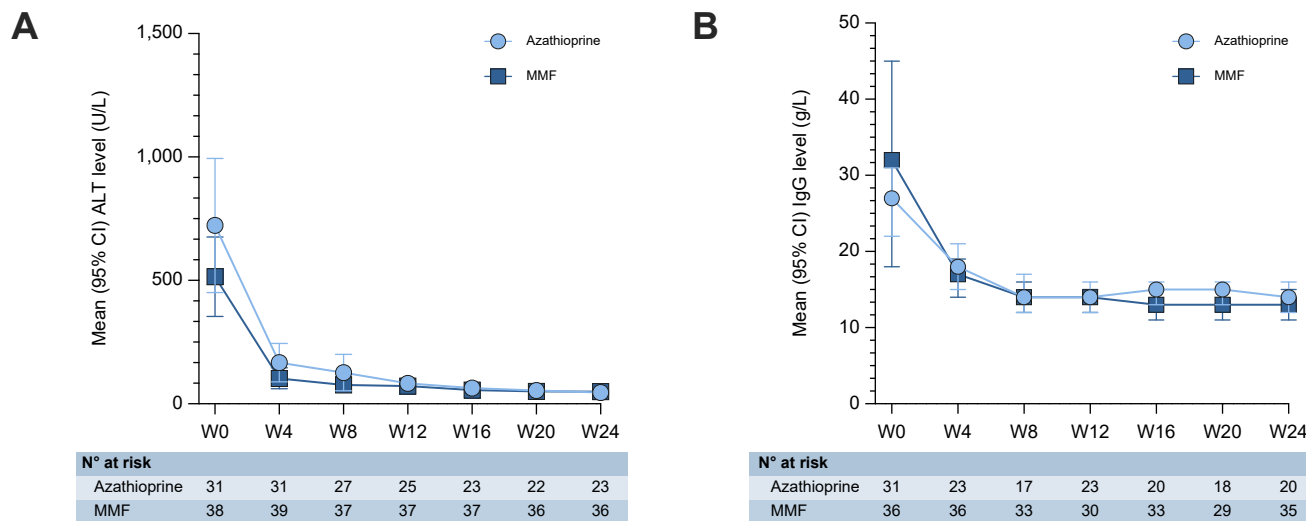 A
Mean (95% CI) ALT level (U/L)
1,500
1,000
500
0
Azathioprine
MMF
W0 W4 W8 W12 W16 W20 W24
N° at risk
Azathioprine 31 31 27 25 23 22 23
MMF 38 39 37 37 37 36 36
B
Mean (95% CI) IgG level (g/L)
50
40
30
20
10
0
Azathioprine
MMF
W0 W4 W8 W12 W16 W20 W24
N° at risk
Azathioprine 31 23 17 23 20 18 20
MMF 36 36 33 30 33 29 35